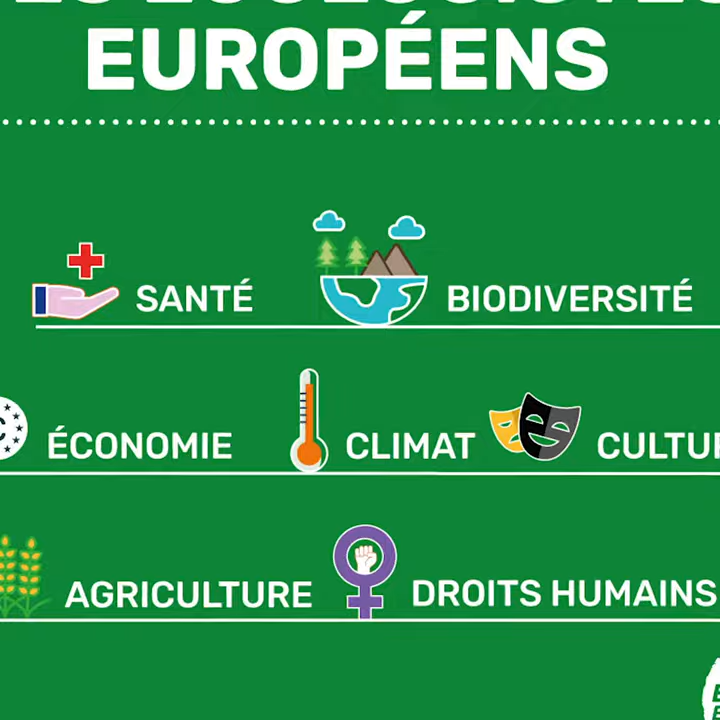 EUROPÉENS
SANTÉ BIODIVERSITÉ
ÉCONOMIE CLIMAT
AGRICULTURE DROITS HUMAINS